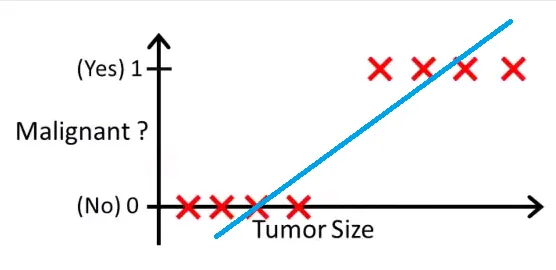 (Yes) 1
Malignant ?
(No) 0
Tumor Size